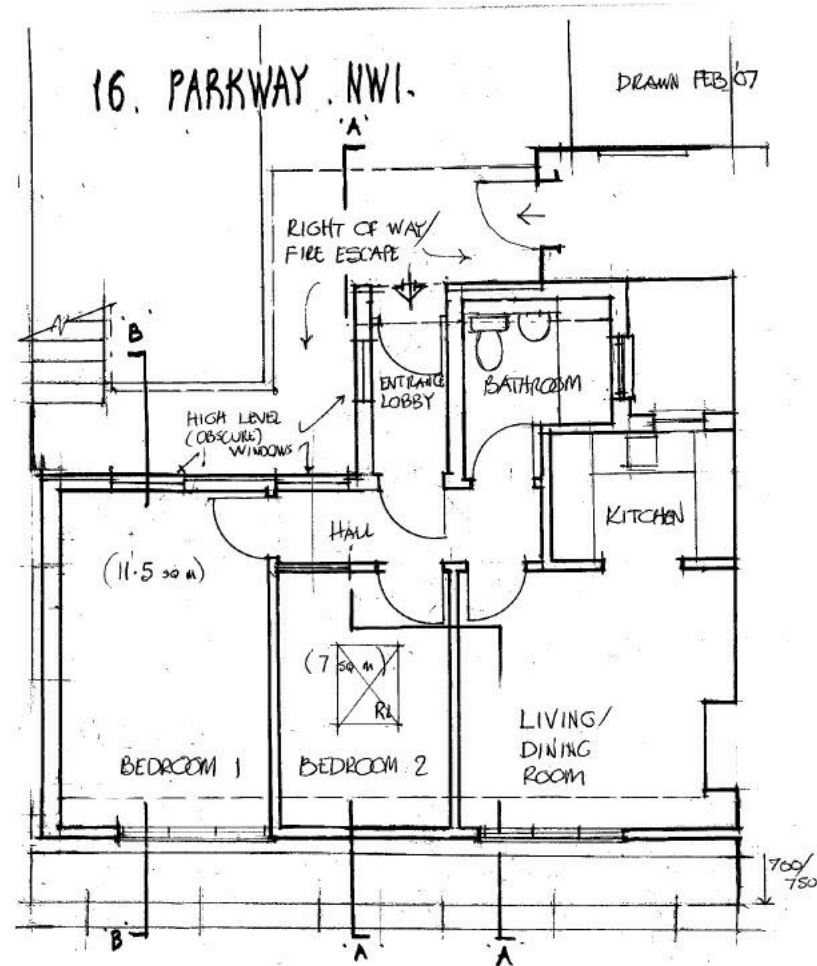 16. PARKWAY . NW1.
DRAWN FEB '07
'A'
RIGHT OF WAY/
FIRE ESCAPE
'B'
ENTRANCE
LOBBY
BATHROOM
HIGH LEVEL
(OBSCURE)
WINDOWS
KITCHEN
HALL
(11.5 SQ M)
(7 SQ M)
RL
LIVING/
DINING
ROOM
BEDROOM 1
BEDROOM 2
700/
750
'B'
'A'
'A'